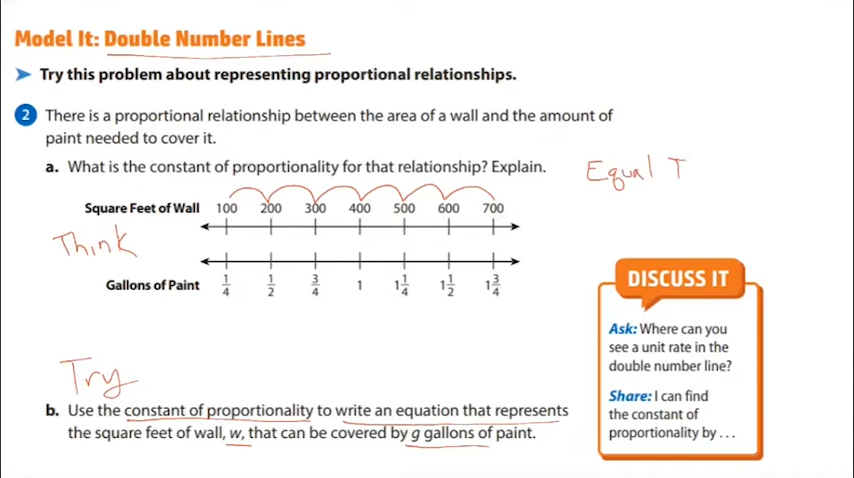 Model It: Double Number Lines
Try this problem about representing proportional relationships.
2 There is a proportional relationship between the area of a wall and the amount of
paint needed to cover it.
a. What is the constant of proportionality for that relationship? Explain.
Equal T
Square Feet of Wall 100 200 300 400 500 600 700
Think
Gallons of Paint 1/4 1/2 3/4 1 1 1/4 1 1/2 1 3/4
Try
b. Use the constant of proportionality to write an equation that represents
the square feet of wall, w, that can be covered by g gallons of paint.
DISCUSS IT
Ask: Where can you
see a unit rate in the
double number line?
Share: I can find
the constant of
proportionality by . . .